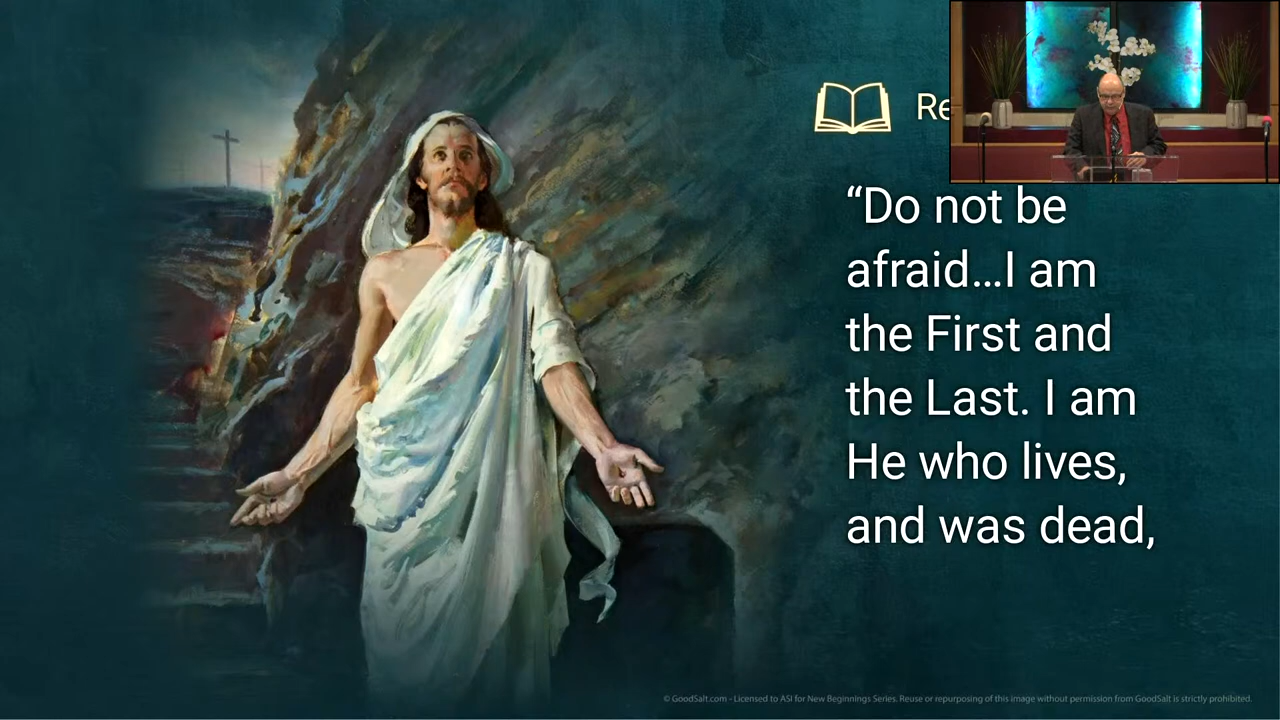 Re
“Do not be
afraid...I am
the First and
the Last. I am
He who lives,
and was dead,
© GoodSalt.com - Licensed to ASI for New Beginnings Series. Reuse or repurposing of this image without permission from GoodSalt is strictly prohibited.